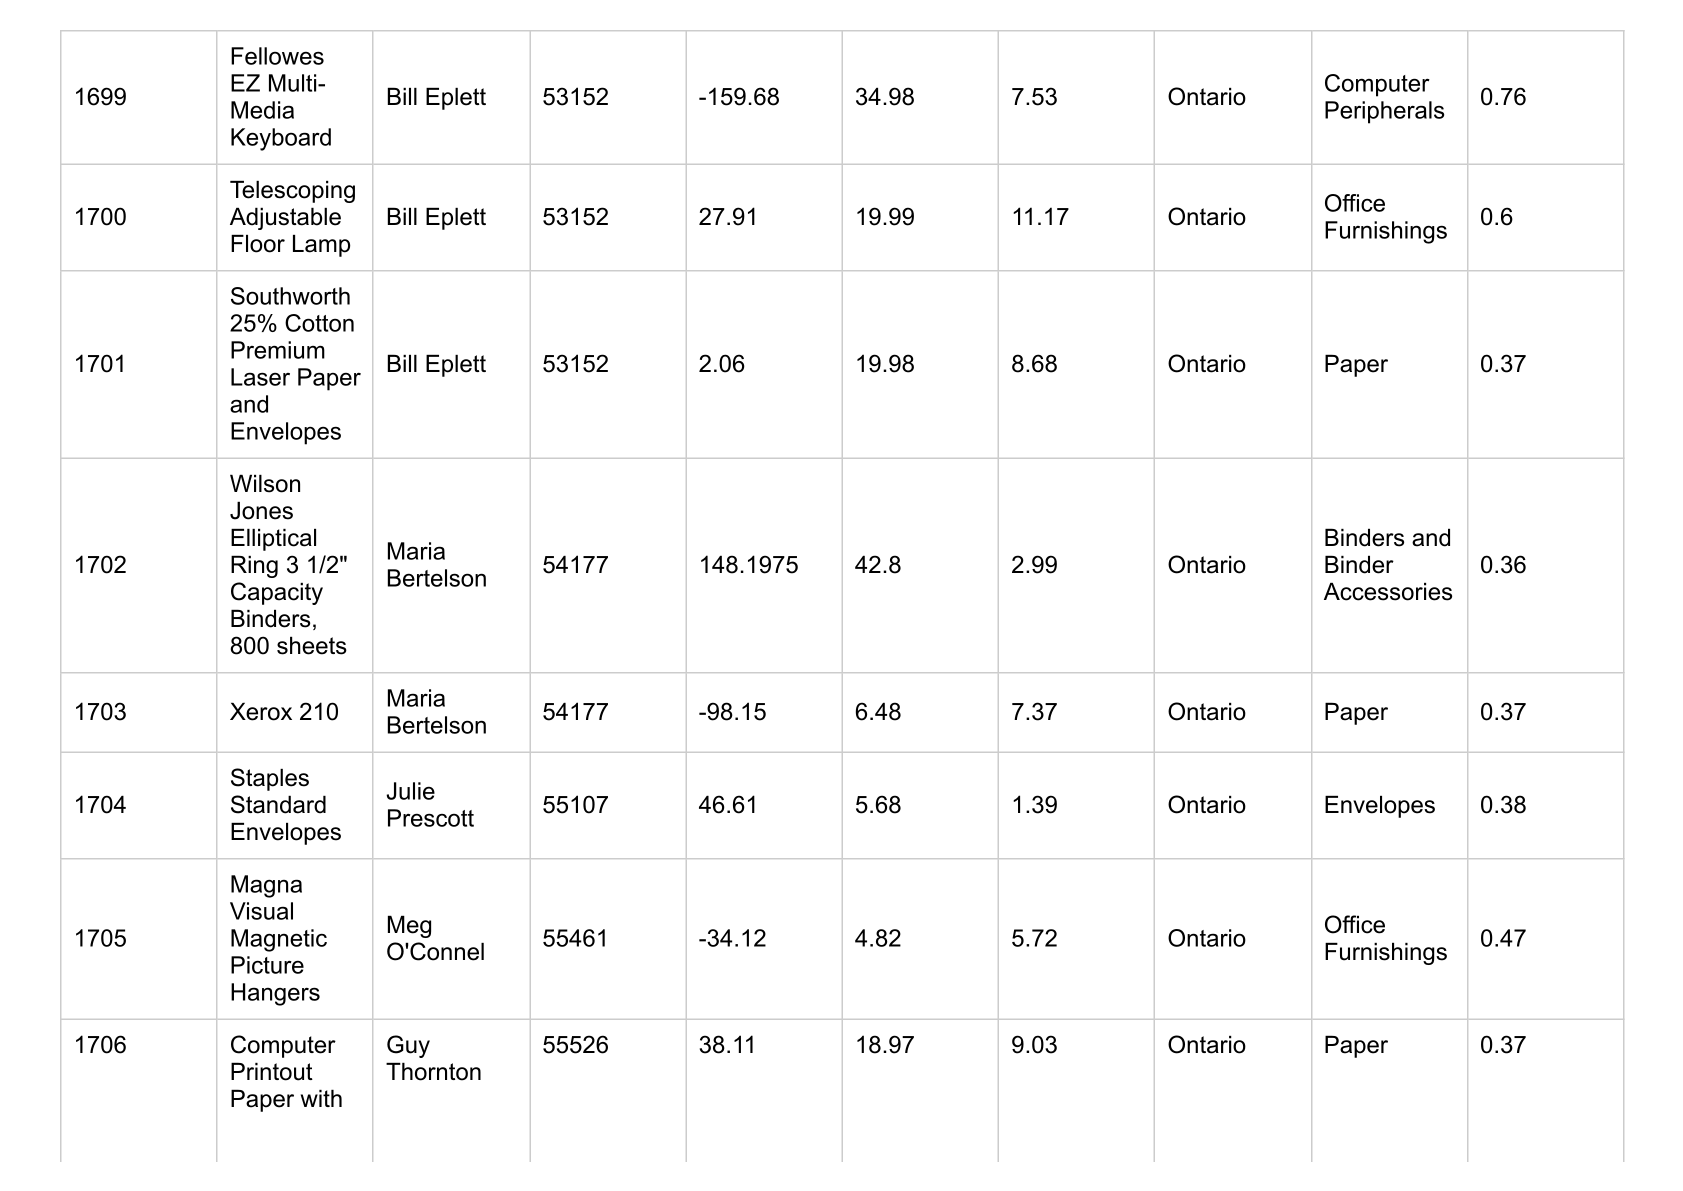 1699
Fellowes
EZ Multi-
Media
Keyboard
Bill Eplett
53152
-159.68
34.98
7.53
Ontario
Computer
Peripherals
0.76
1700
Telescoping
Adjustable
Floor Lamp
Bill Eplett
53152
27.91
19.99
11.17
Ontario
Office
Furnishings
0.6
1701
Southworth
25% Cotton
Premium
Laser Paper
and
Envelopes
Bill Eplett
53152
2.06
19.98
8.68
Ontario
Paper
0.37
1702
Wilson
Jones
Elliptical
Ring 3 1/2"
Capacity
Binders,
800 sheets
Maria
Bertelson
54177
148.1975
42.8
2.99
Ontario
Binders and
Binder
Accessories
0.36
1703
Xerox 210
Maria
Bertelson
54177
-98.15
6.48
7.37
Ontario
Paper
0.37
1704
Staples
Standard
Envelopes
Julie
Prescott
55107
46.61
5.68
1.39
Ontario
Envelopes
0.38
1705
Magna
Visual
Magnetic
Picture
Hangers
Meg
O'Connel
55461
-34.12
4.82
5.72
Ontario
Office
Furnishings
0.47
1706
Computer
Printout
Paper with
Guy
Thornton
55526
38.11
18.97
9.03
Ontario
Paper
0.37